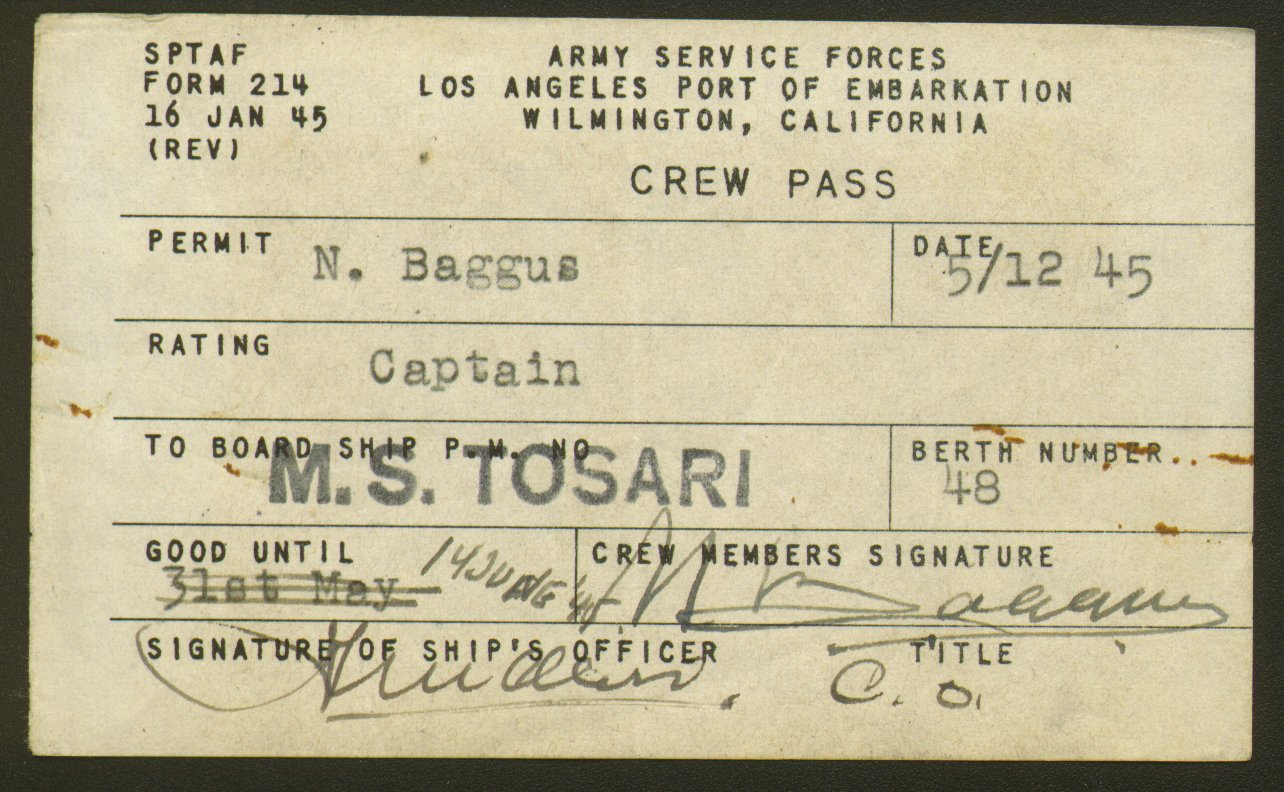 SPTAF
FORM 214
16 JAN 45
(REV)
ARMY SERVICE FORCES
LOS ANGELES PORT OF EMBARKATION
WILMINGTON, CALIFORNIA
CREW PASS
PERMIT N. Baggus
DATE 5/12 45
RATING Captain
TO BOARD SHIP P.M. NO
M.S. TOSARI
BERTH NUMBER..
48
GOOD UNTIL
31st May
CREW MEMBERS SIGNATURE
N Baggus
SIGNATURE OF SHIP'S OFFICER
TITLE
C. O.